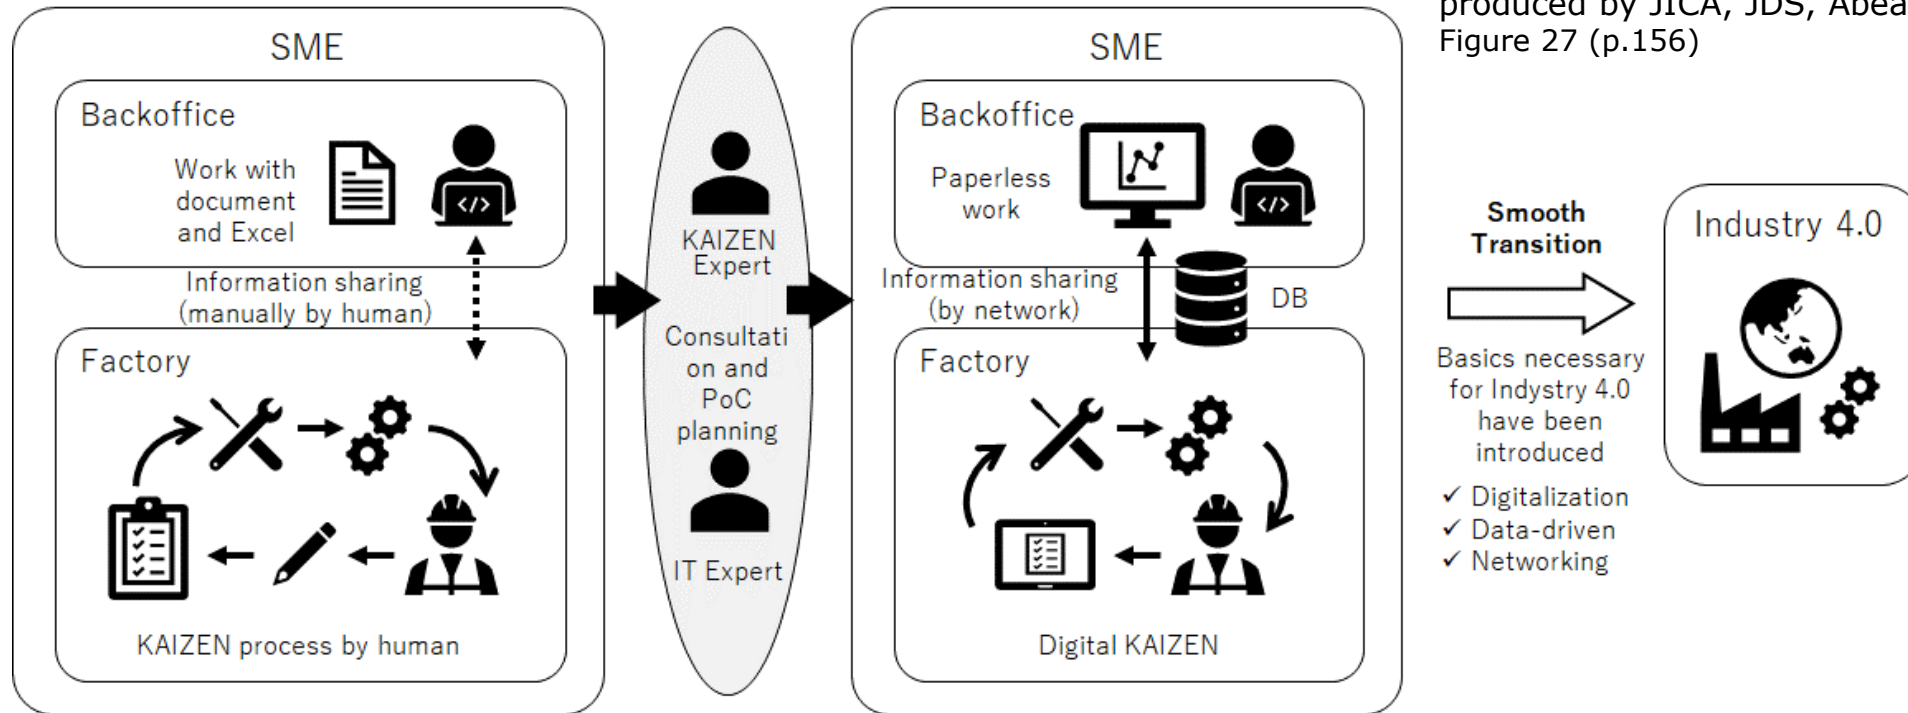 produced by JICA, JDS, Abea
Figure 27 (p.156)
SME
Backoffice
Work with
document
and Excel
</>
Information sharing
(manually by human)
Factory
KAIZEN process by human
KAIZEN
Expert
Consultati
on and
PoC
planning
IT Expert
SME
Backoffice
Paperless
work
</>
Information sharing
(by network)
DB
Factory
Digital KAIZEN
Smooth
Transition
Basics necessary
for Indystry 4.0
have been
introduced
✓ Digitalization
✓ Data-driven
✓ Networking
Industry 4.0